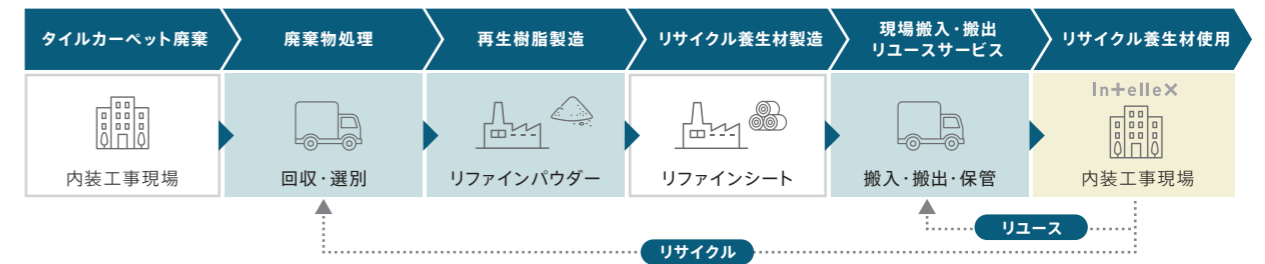 タイルカーペット廃棄
廃棄物処理
再生樹脂製造
リサイクル養生材製造
現場搬入・搬出
リユースサービス
リサイクル養生材使用
Intellex
内装工事現場
回収・選別
リファインパウダー
リファインシート
搬入・搬出・保管
内装工事現場
リユース
リサイクル